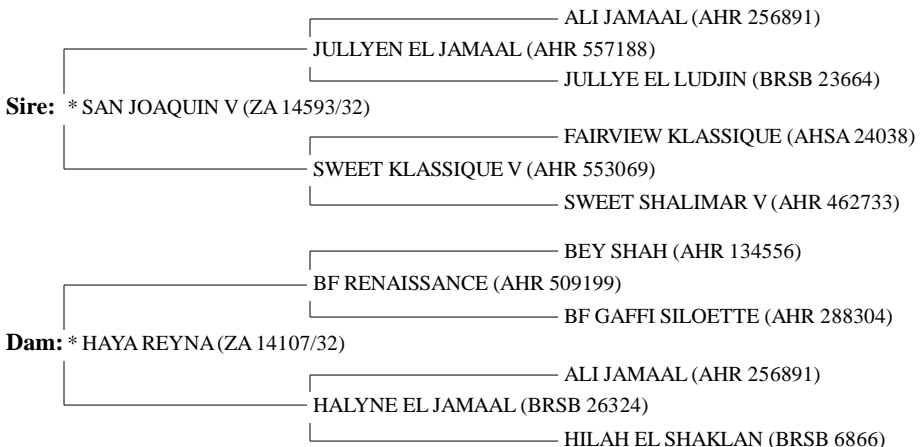 ALI JAMAAL (AHR 256891)
JULLYEN EL JAMAAL (AHR 557188)
JULLYE EL LUDJIN (BRSB 23664)
Sire: * SAN JOAQUIN V (ZA 14593/32)
FAIRVIEW KLASSIQUE (AHSA 24038)
SWEET KLASSIQUE V (AHR 553069)
SWEET SHALIMAR V (AHR 462733)
BEY SHAH (AHR 134556)
BF RENAISSANCE (AHR 509199)
BF GAFFI SILOETTE (AHR 288304)
Dam: * HAYA REYNA (ZA 14107/32)
ALI JAMAAL (AHR 256891)
HALYNE EL JAMAAL (BRSB 26324)
HILAH EL SHAKLAN (BRSB 6866)